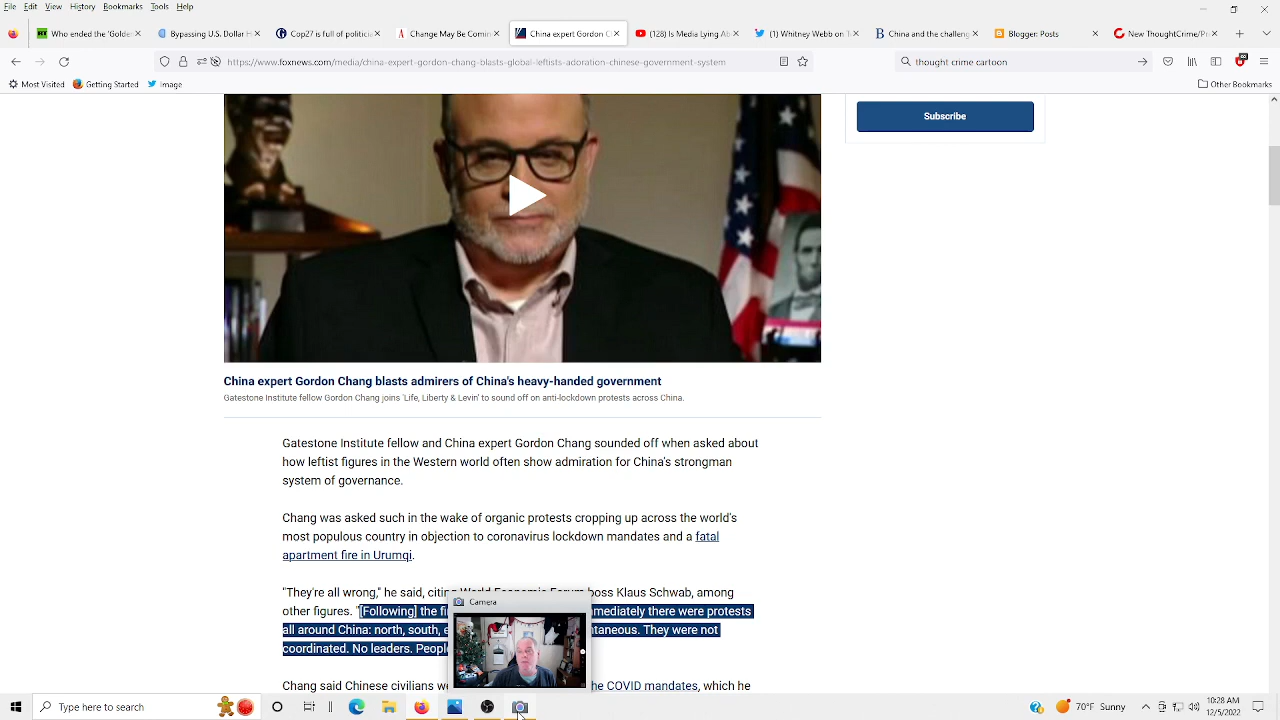 File Edit View History Bookmarks Tools Help
Who ended the 'Golde
Bypassing U.S. Dollar H
Cop27 is full of politicia
Change May Be Comin
China expert Gordon C
(128) Is Media Lying Ab
(1) Whitney Webb on T
China and the challeng
Blogger: Posts
New ThoughtCrime/P
https://www.foxnews.com/media/china-expert-gordon-chang-blasts-global-leftists-adoration-chinese-government-system
thought crime cartoon
Most Visited Getting Started Image Other Bookmarks
Subscribe
China expert Gordon Chang blasts admirers of China's heavy-handed government
Gatestone Institute fellow Gordon Chang joins 'Life, Liberty & Levin' to sound off on anti-lockdown protests across China.
Gatestone Institute fellow and China expert Gordon Chang sounded off when asked about
how leftist figures in the Western world often show admiration for China's strongman
system of governance.
Chang was asked such in the wake of organic protests cropping up across the world's
most populous country in objection to coronavirus lockdown mandates and a fatal
apartment fire in Urumqi.
"They're all wrong," he said, citing World Economic Forum boss Klaus Schwab, among
other figures. "[Following] the fi mediately there were protests
all around China: north, south, e ntaneous. They were not
coordinated. No leaders. Peopl
Camera
Chang said Chinese civilians we he COVID mandates, which he
Type here to search
70°F Sunny
10:28 AM
12/5/2022